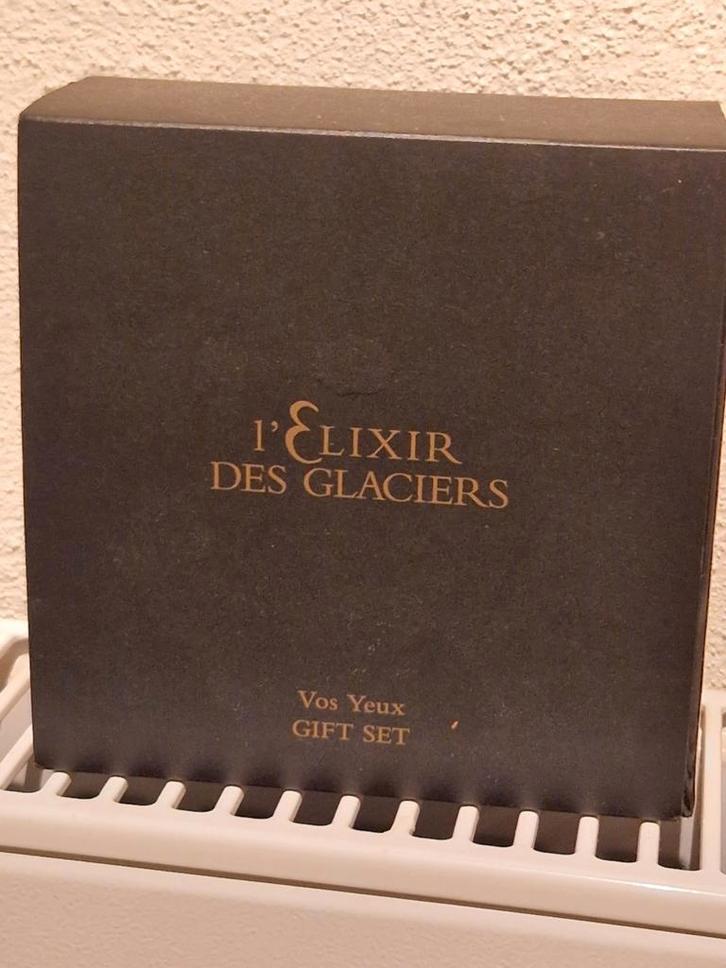 l'ELIXIR
DES GLACIERS
Vos Yeux
GIFT SET